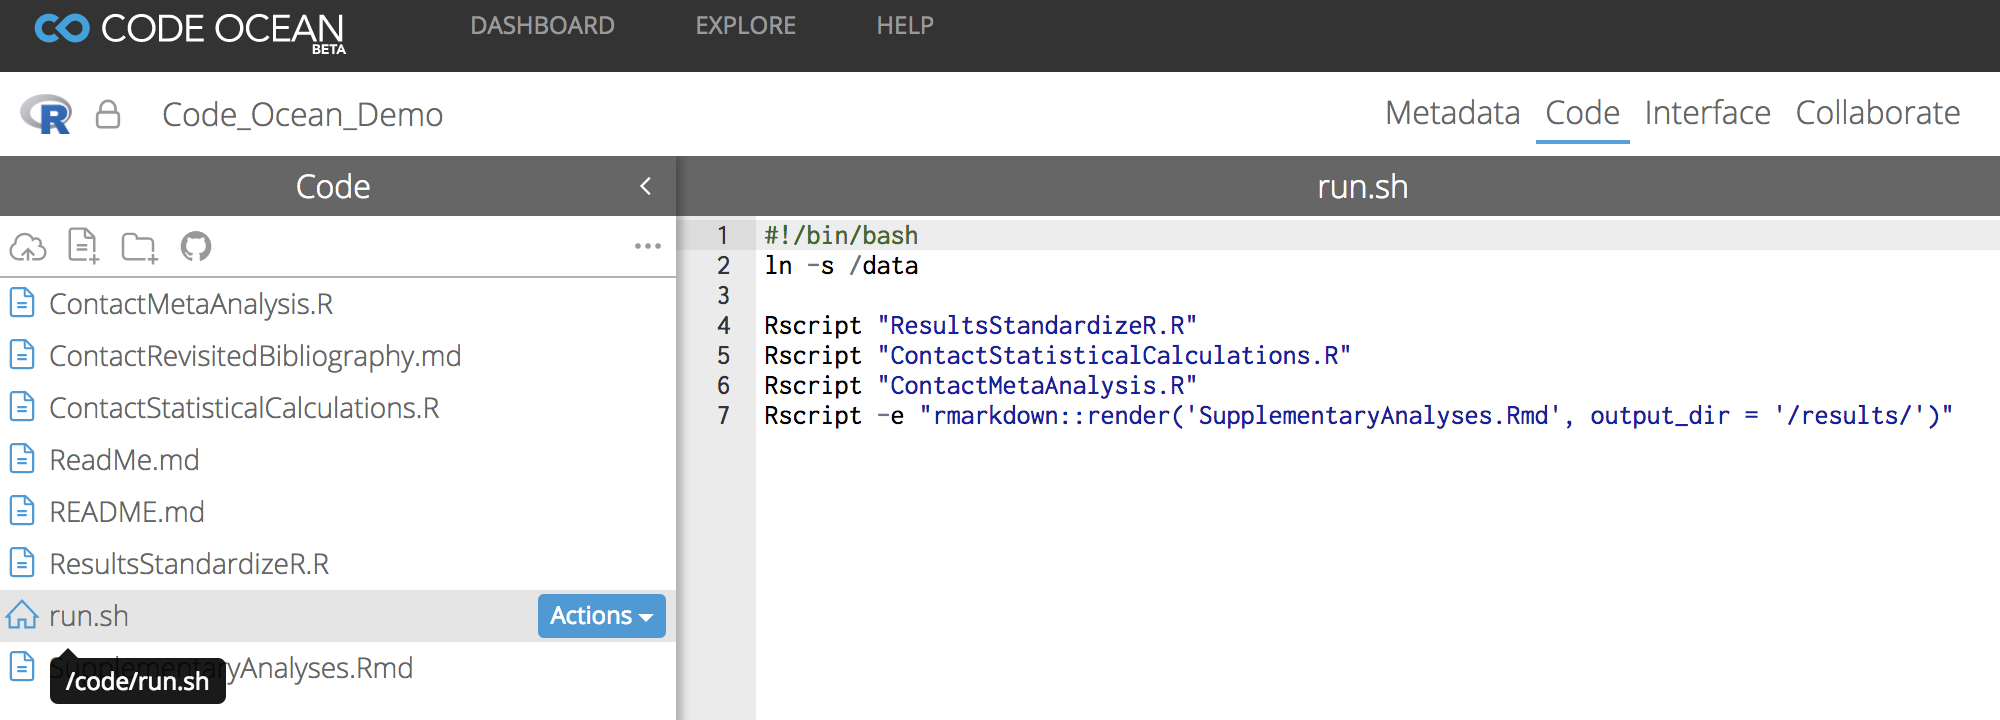 CODE OCEAN
BETA
DASHBOARD EXPLORE HELP
R Code_Ocean_Demo
Metadata Code Interface Collaborate
Code
run.sh
ContactMetaAnalysis.R
ContactRevisitedBibliography.md
ContactStatisticalCalculations.R
ReadMe.md
README.md
ResultsStandardizeR.R
run.sh Actions
SupplementaryAnalyses.Rmd
/code/run.sh
1 #!/bin/bash
2 ln -s /data
3
4 Rscript "ResultsStandardizeR.R"
5 Rscript "ContactStatisticalCalculations.R"
6 Rscript "ContactMetaAnalysis.R"
7 Rscript -e "rmarkdown::render('SupplementaryAnalyses.Rmd', output_dir = '/results/')"